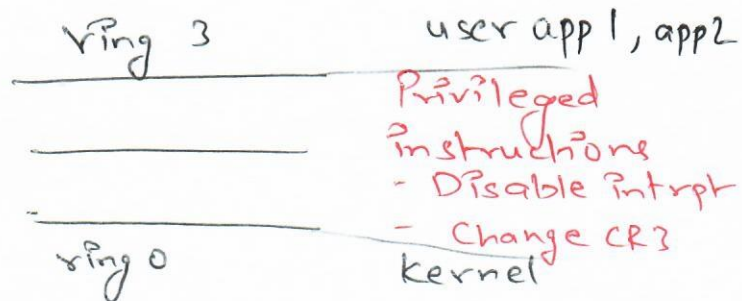 ring 3
user app1, app2
Privileged
instructions
- Disable intrpt
- Change CR3
ring 0
kernel